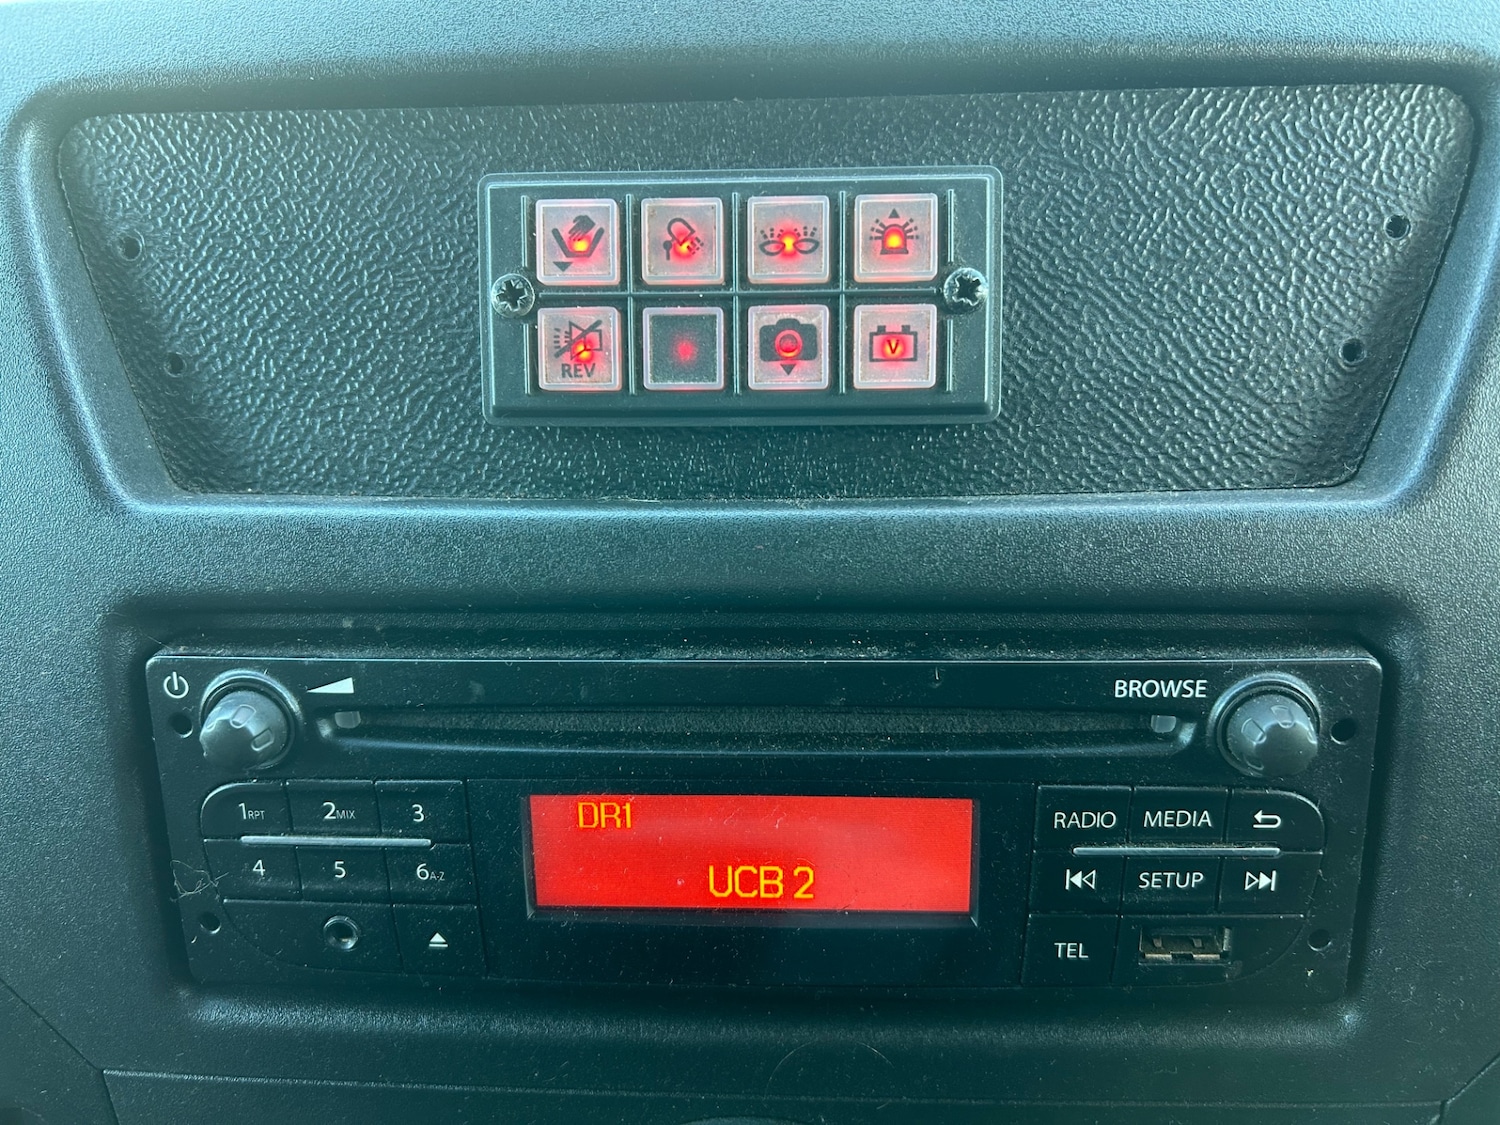 V
REV
BROWSE
1RPT 2MIX 3
4 5 6A-Z
DR1
UCB 2
RADIO MEDIA
SETUP
TEL